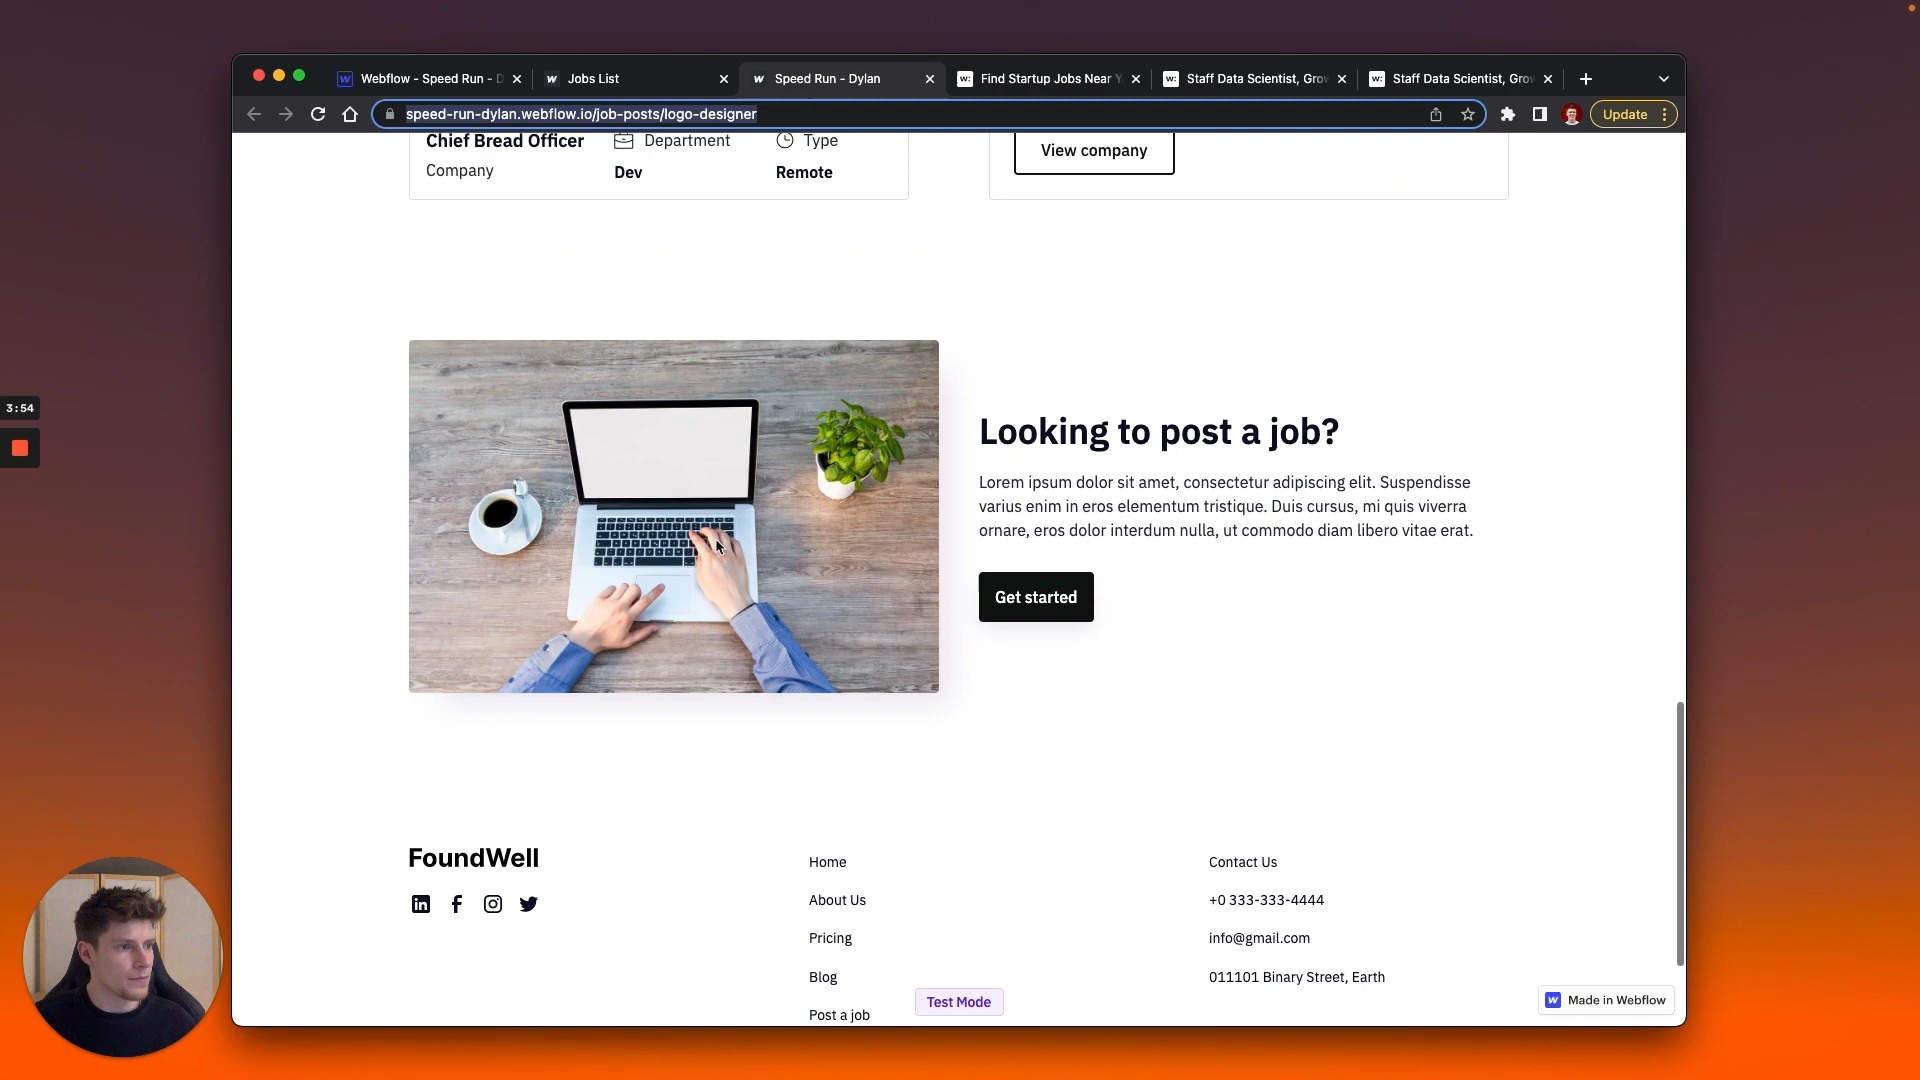 Webflow - Speed Run - D
Jobs List
Speed Run - Dylan
Find Startup Jobs Near Y
Staff Data Scientist, Grow
Staff Data Scientist, Grow
speed-run-dylan.webflow.io/job-posts/logo-designer
Update
Chief Bread Officer
Department
Type
View company
Company
Dev
Remote
3:54
Looking to post a job?
Lorem ipsum dolor sit amet, consectetur adipiscing elit. Suspendisse
varius enim in eros elementum tristique. Duis cursus, mi quis viverra
ornare, eros dolor interdum nulla, ut commodo diam libero vitae erat.
Get started
FoundWell
Home
About Us
Pricing
Blog
Post a job
Contact Us
+0 333-333-4444
info@gmail.com
011101 Binary Street, Earth
Test Mode
Made in Webflow